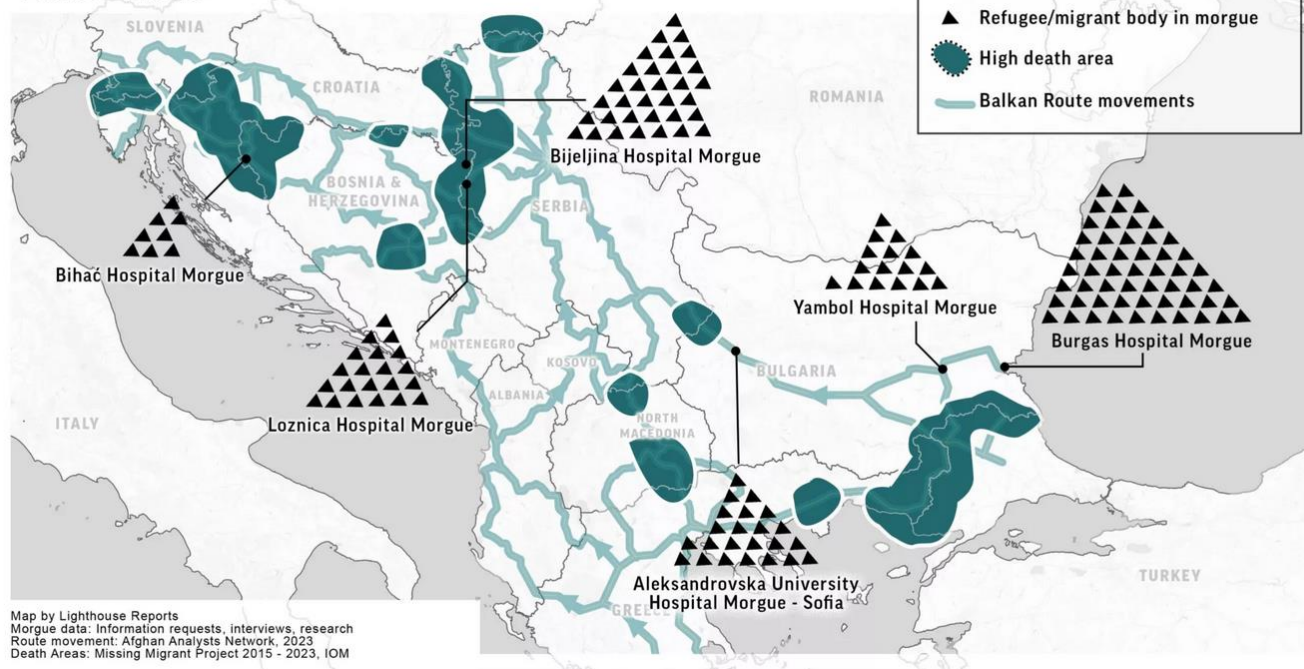 Refugee/migrant body in morgue
High death area
Balkan Route movements
SLOVENIA
CROATIA
ROMANIA
Bijeljina Hospital Morgue
BOSNIA &
HERZEGOVINA
SERBIA
Bihać Hospital Morgue
Yambol Hospital Morgue
Burgas Hospital Morgue
MONTENEGRO
KOSOVO
BULGARIA
ALBANIA
NORTH
MACEDONIA
ITALY
Loznica Hospital Morgue
Aleksandrovska University
Hospital Morgue - Sofia
GREECE
TURKEY
Map by Lighthouse Reports
Morgue data: Information requests, interviews, research
Route movement: Afghan Analysts Network, 2023
Death Areas: Missing Migrant Project 2015 - 2023, IOM